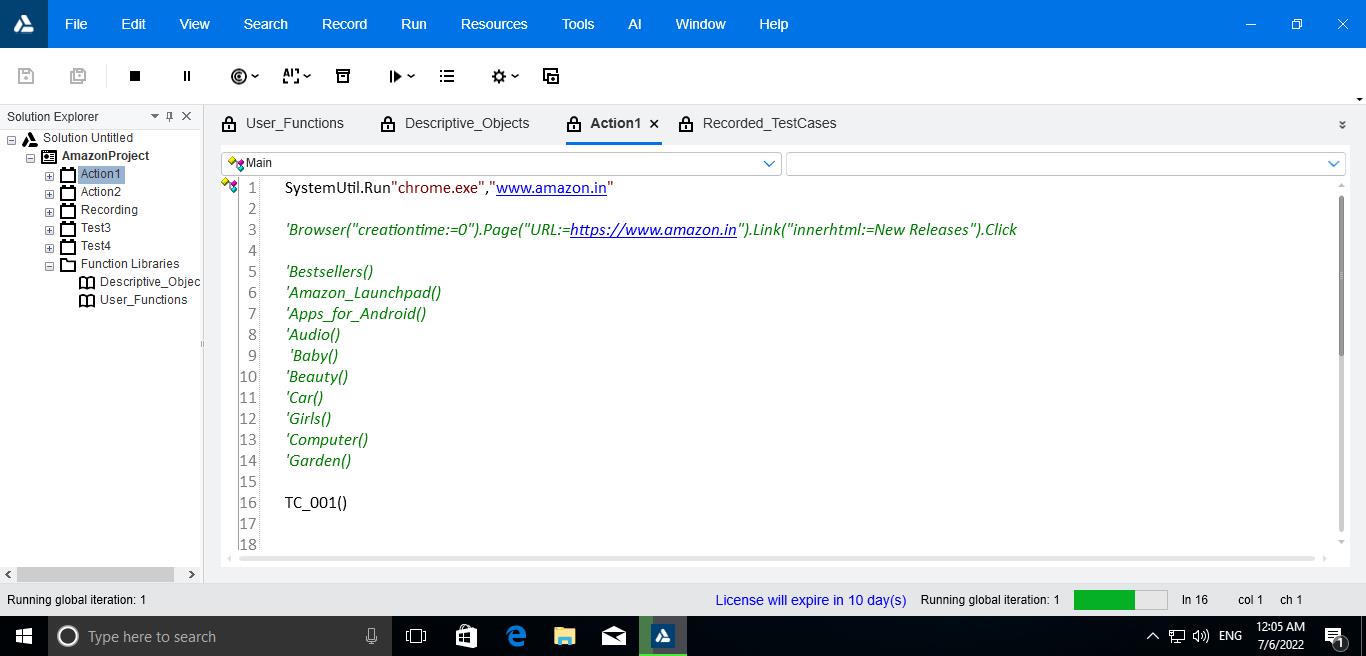 File Edit View Search Record Run Resources Tools AI Window Help
Solution Explorer
Solution Untitled
AmazonProject
Action1
Action2
Recording
Test3
Test4
Function Libraries
Descriptive_Objec
User_Functions
User_Functions Descriptive_Objects Action1 Recorded_TestCases
Main
1 SystemUtil.Run"chrome.exe","www.amazon.in"
2
3 'Browser("creationtime:=0").Page("URL:=https://www.amazon.in").Link("innerhtml:=New Releases").Click
4
5 'Bestsellers()
6 'Amazon_Launchpad()
7 'Apps_for_Android()
8 'Audio()
9 'Baby()
10 'Beauty()
11 'Car()
12 'Girls()
13 'Computer()
14 'Garden()
15
16 TC_001()
17
18
Running global iteration: 1 License will expire in 10 day(s) Running global iteration: 1 ln 16 col 1 ch 1
Type here to search
ENG
12:05 AM
7/6/2022
1